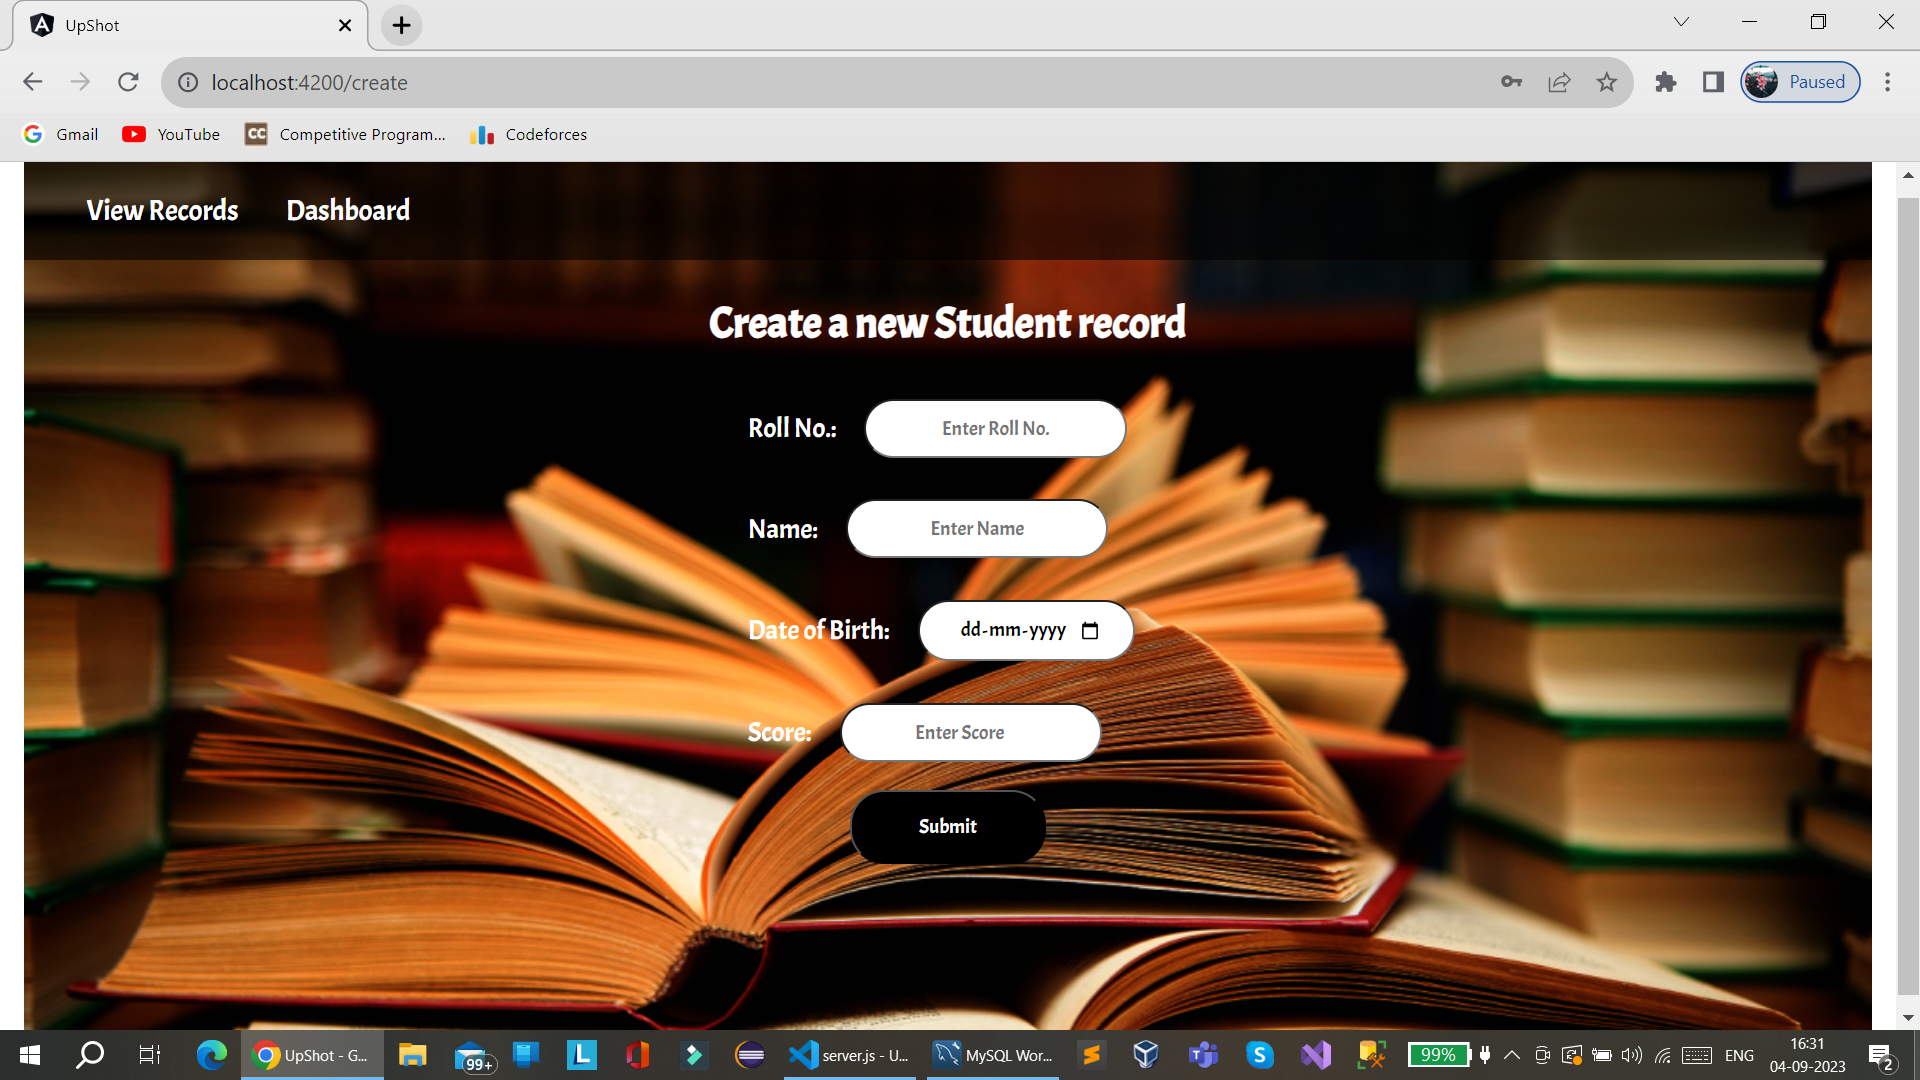 UpShot
localhost:4200/create
Paused
Gmail
YouTube
CC
Competitive Program...
Codeforces
View Records
Dashboard
Create a new Student record
Roll No.:
Enter Roll No.
Name:
Enter Name
Date of Birth:
dd-mm-yyyy
Score:
Enter Score
Submit
UpShot - G...
99+
L
server.js - U...
MySQL Wor...
99%
ENG
16:31
04-09-2023
2